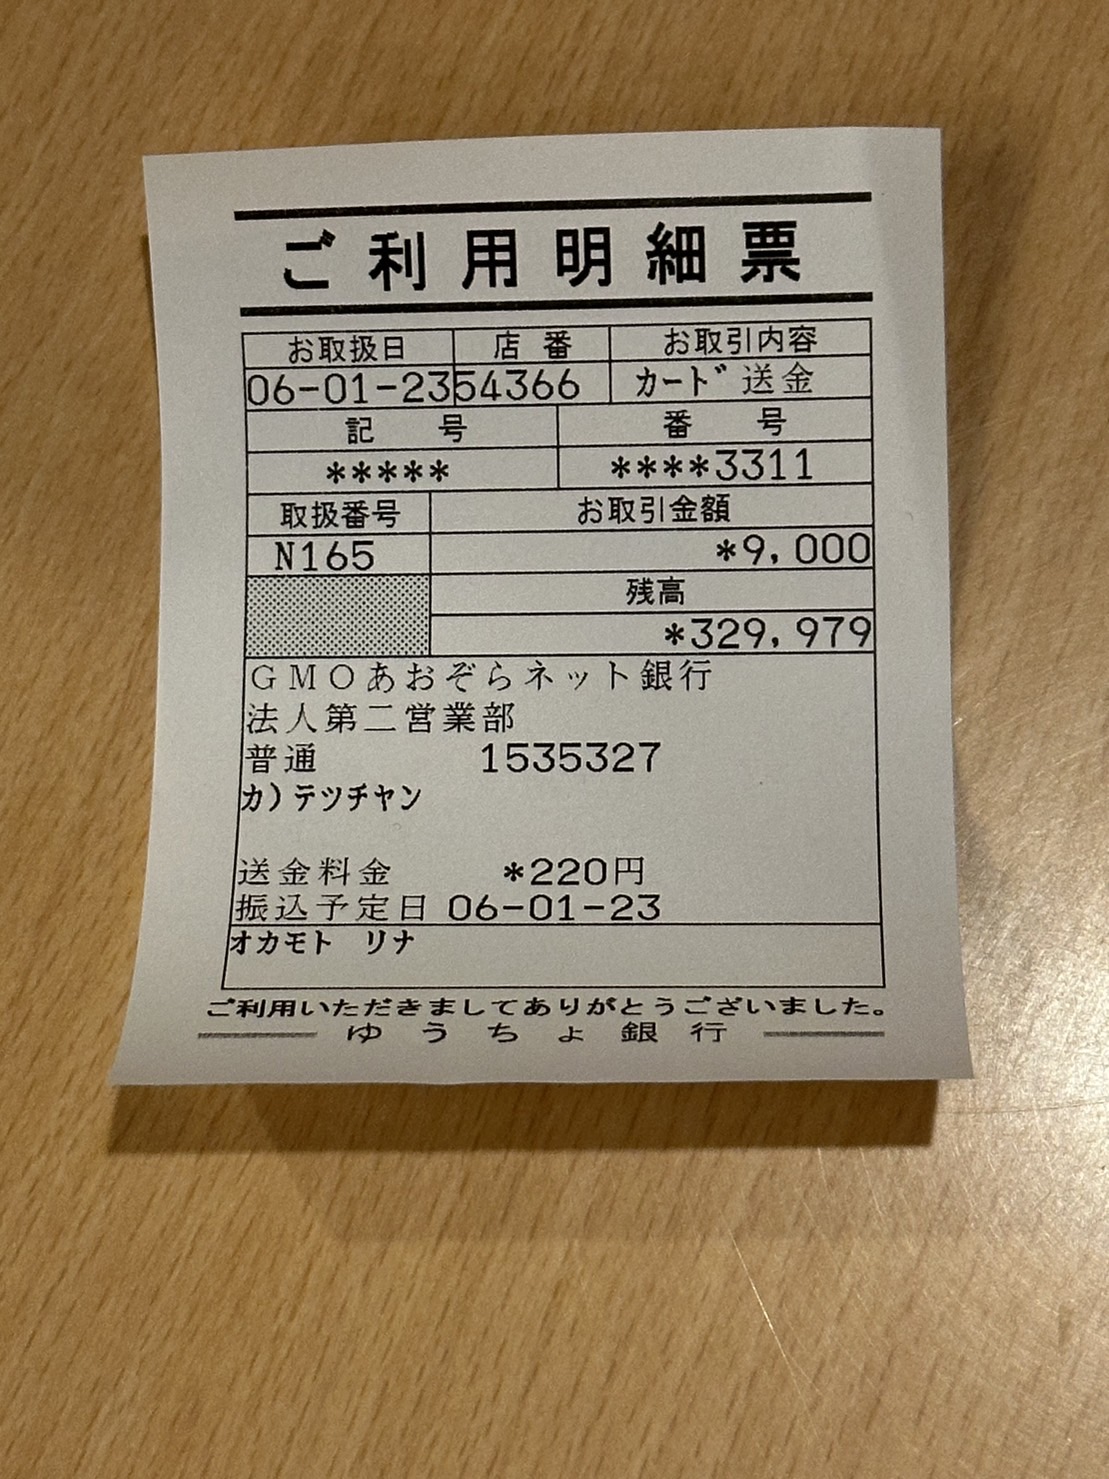 ご利用明細票
お取扱日 店番 お取引内容
06-01-23 54366 カード送金
記号 番号
***** ****3311
取扱番号 お取引金額
N165 *9,000
残高
*329,979
GMOあおぞらネット銀行
法人第二営業部
普通 1535327
カ)テツチヤン
送金料金 *220円
振込予定日 06-01-23
オカモト リナ
ご利用いただきましてありがとうございました。
ゆうちょ銀行